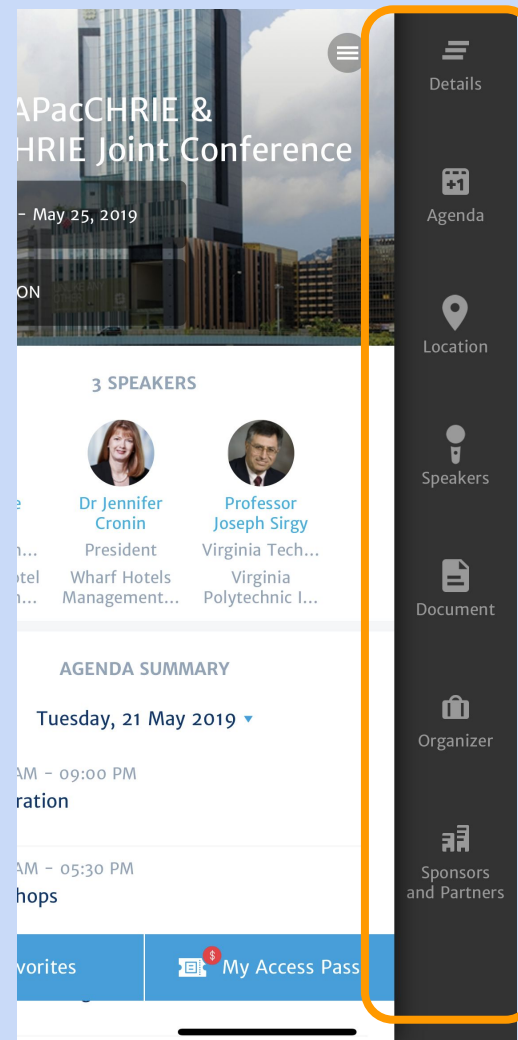 APacCHRIE &
HRIE Joint Conference
- May 25, 2019
ON
3 SPEAKERS
e
Dr Jennifer
Cronin
Professor
Joseph Sirgy
n...
President
Virginia Tech...
otel
Wharf Hotels
Virginia
n...
Management...
Polytechnic I...
AGENDA SUMMARY
Tuesday, 21 May 2019
AM - 09:00 PM
ration
AM - 05:30 PM
hops
vorites
$
My Access Pass
Details
+1
Agenda
Location
Speakers
Document
Organizer
Sponsors
and Partners